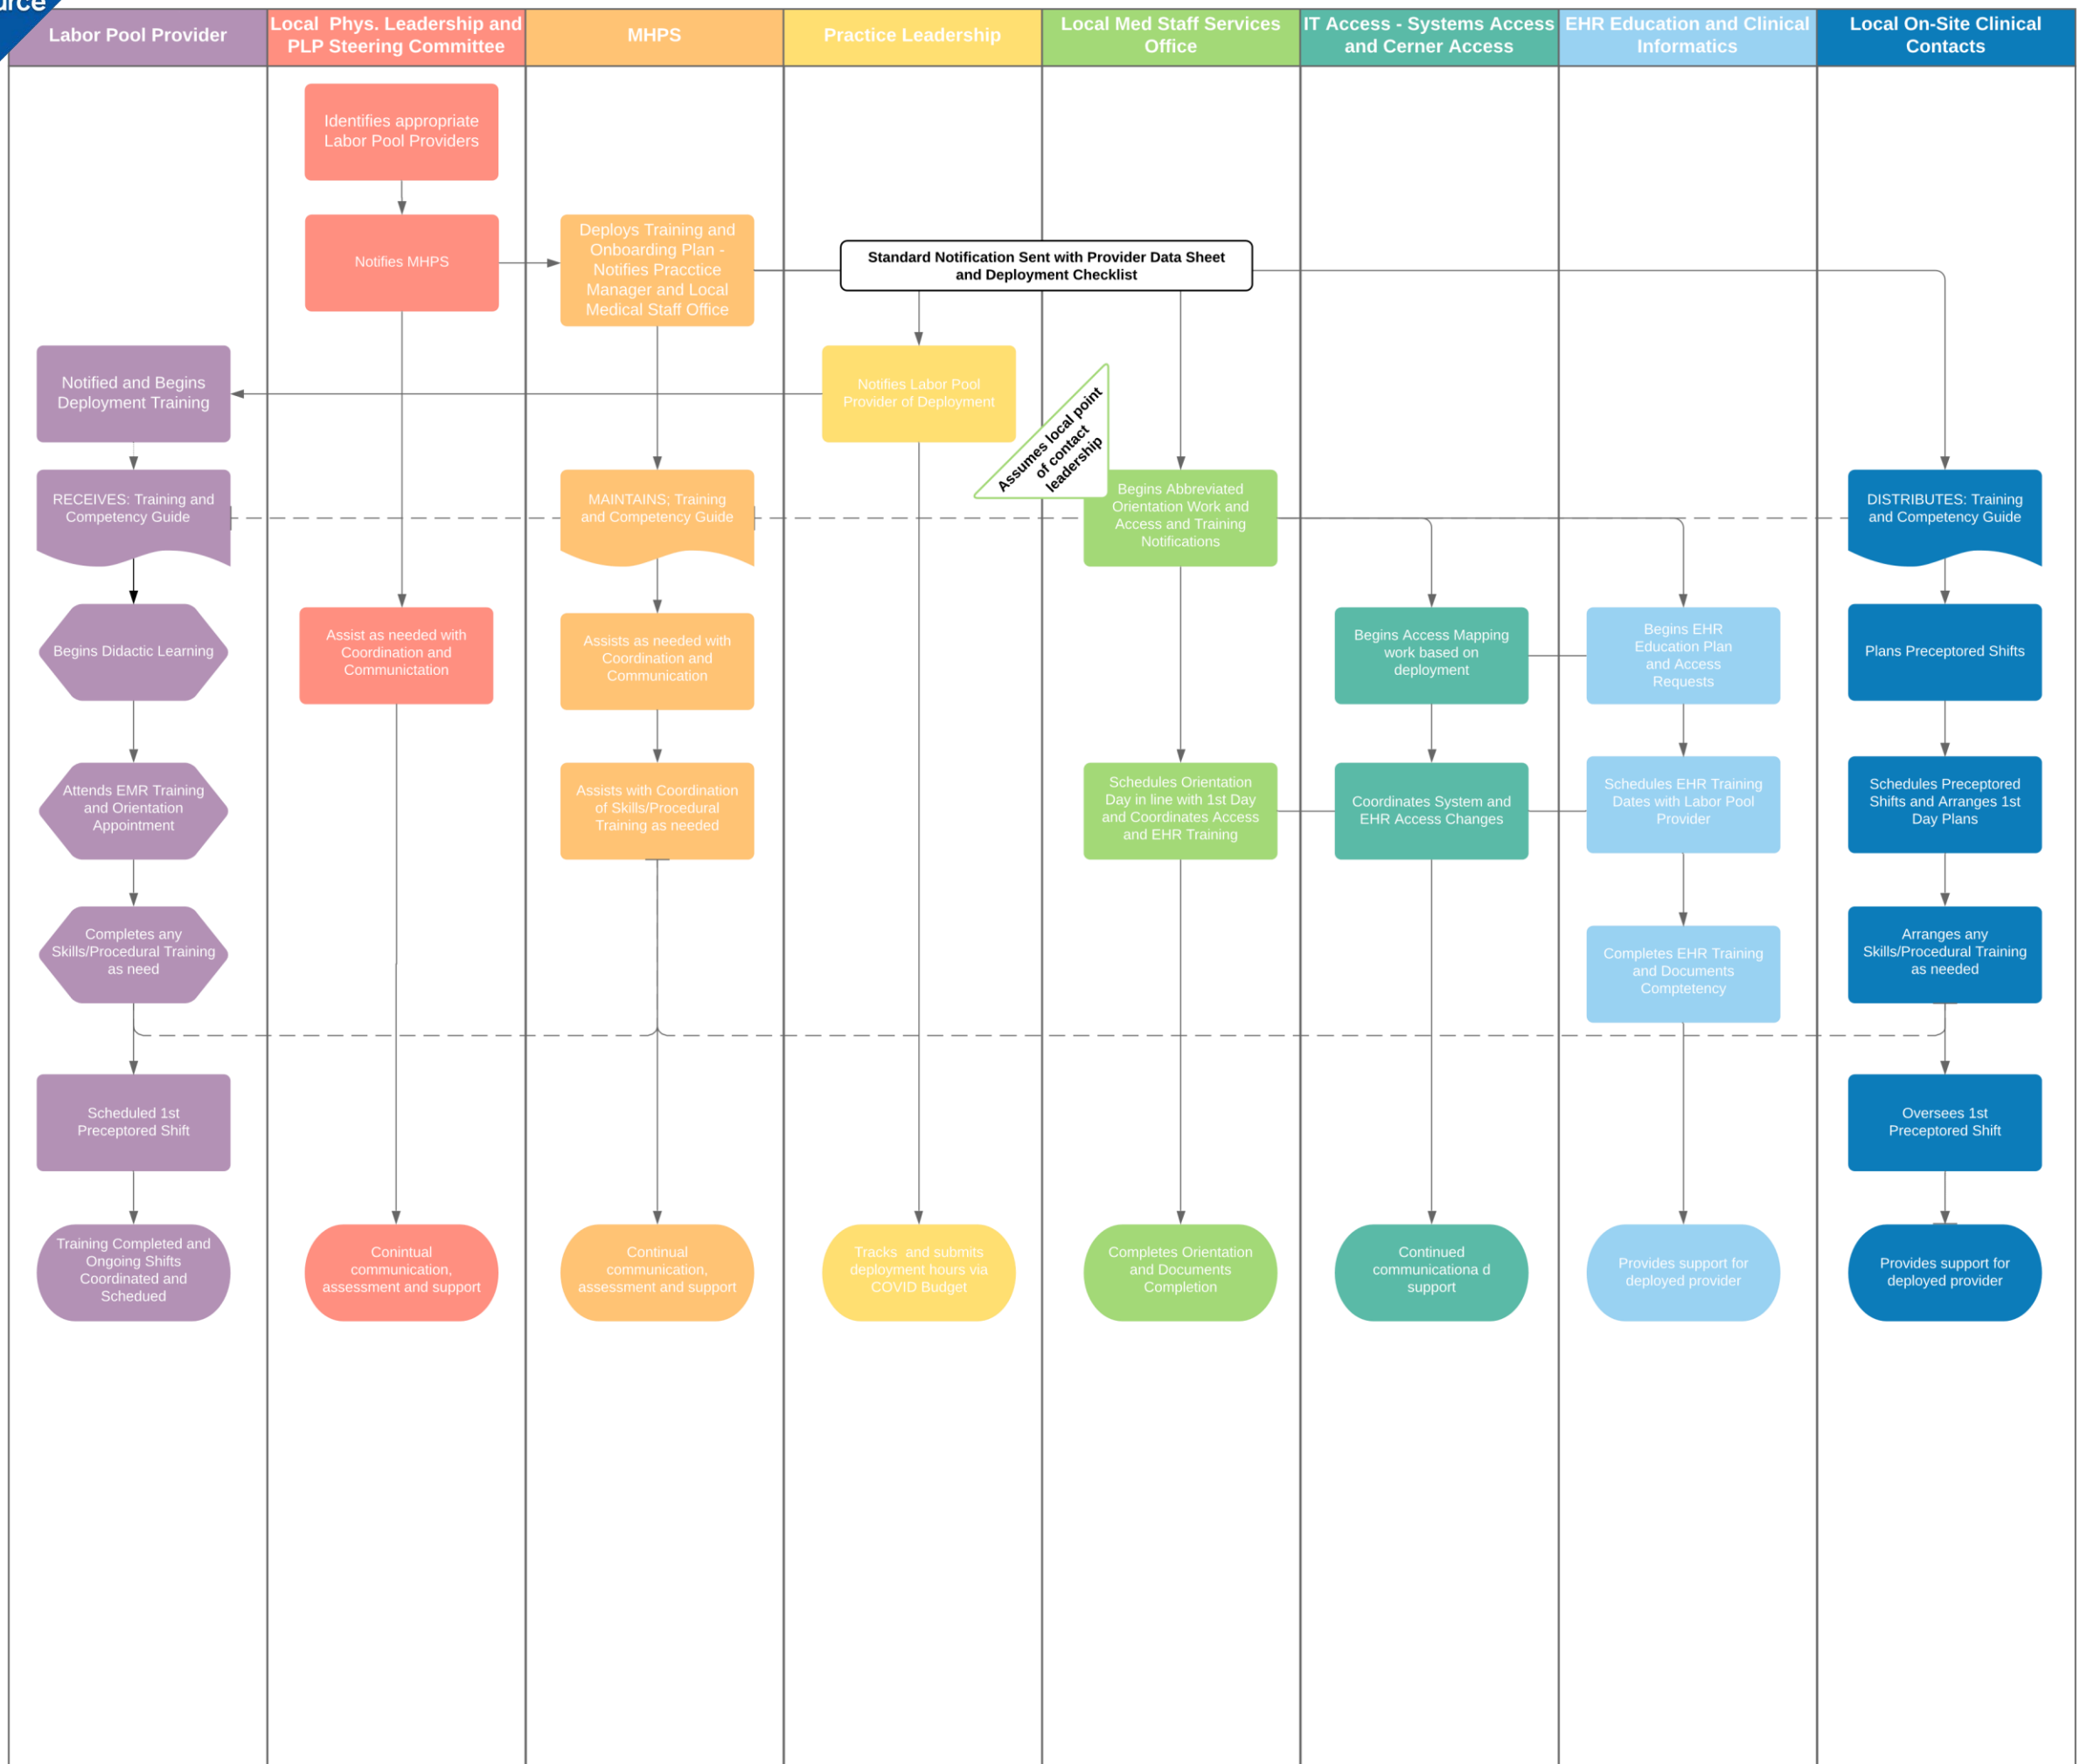 urce
Labor Pool Provider
Local  Phys. Leadership and
PLP Steering Committee
MHPS
Practice Leadership
Local Med Staff Services
Office
IT Access - Systems Access
and Cerner Access
EHR Education and Clinical
Informatics
Local On-Site Clinical
Contacts
Identifies appropriate
Labor Pool Providers
Notifies MHPS
Deploys Training and
Onboarding Plan -
Notifies Pracctice
Manager and Local
Medical Staff Office
Standard Notification Sent with Provider Data Sheet
and Deployment Checklist
Notified and Begins
Deployment Training
Notifies Labor Pool
Provider of Deployment
Assumes local point
of contact
leadership
RECEIVES: Training and
Competency Guide
MAINTAINS; Training
and Competency Guide
Begins Abbreviated
Orientation Work and
Access and Training
Notifications
DISTRIBUTES: Training
and Competency Guide
Begins Didactic Learning
Assist as needed with
Coordination and
Communictation
Assists as needed with
Coordination and
Communication
Begins Access Mapping
work based on
deployment
Begins EHR
Education Plan
and Access
Requests
Plans Preceptored Shifts
Attends EMR Training
and Orientation
Appointment
Assists with Coordination
of Skills/Procedural
Training as needed
Schedules Orientation
Day in line with 1st Day
and Coordinates Access
and EHR Training
Coordinates System and
EHR Access Changes
Schedules EHR Training
Dates with Labor Pool
Provider
Schedules Preceptored
Shifts and Arranges 1st
Day Plans
Completes any
Skills/Procedural Training
as need
Completes EHR Training
and Documents
Comptetency
Arranges any
Skills/Procedural Training
as needed
Scheduled 1st
Preceptored Shift
Oversees 1st
Preceptored Shift
Training Completed and
Ongoing Shifts
Coordinated and
Schedued
Conintual
communication,
assessment and support
Continual
communication,
assessment and support
Tracks  and submits
deployment hours via
COVID Budget
Completes Orientation
and Documents
Completion
Continued
communicationa d
support
Provides support for
deployed provider
Provides support for
deployed provider